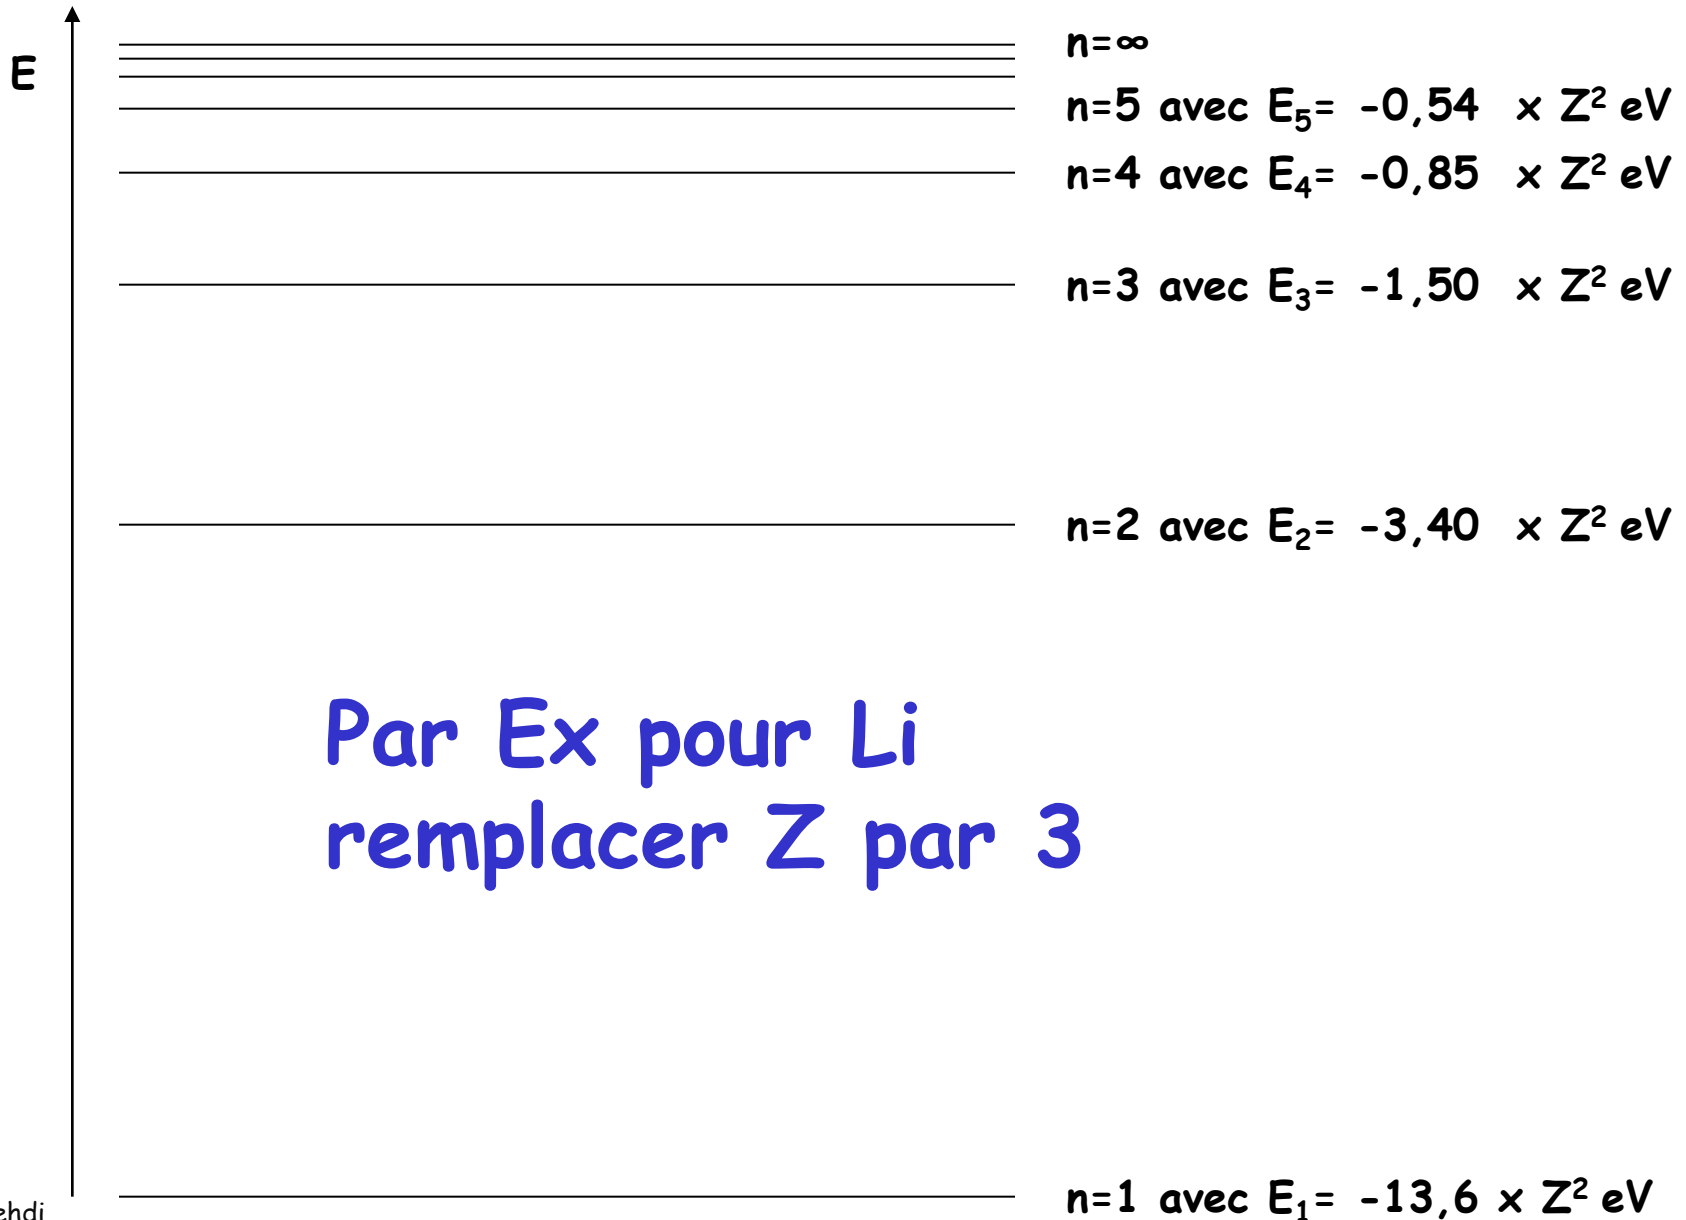 E
n=∞
n=5 avec E₅= -0,54 x Z² eV
n=4 avec E₄= -0,85 x Z² eV
n=3 avec E₃= -1,50 x Z² eV
n=2 avec E₂= -3,40 x Z² eV
Par Ex pour Li
remplacer Z par 3
n=1 avec E₁= -13,6 x Z² eV
ehdi